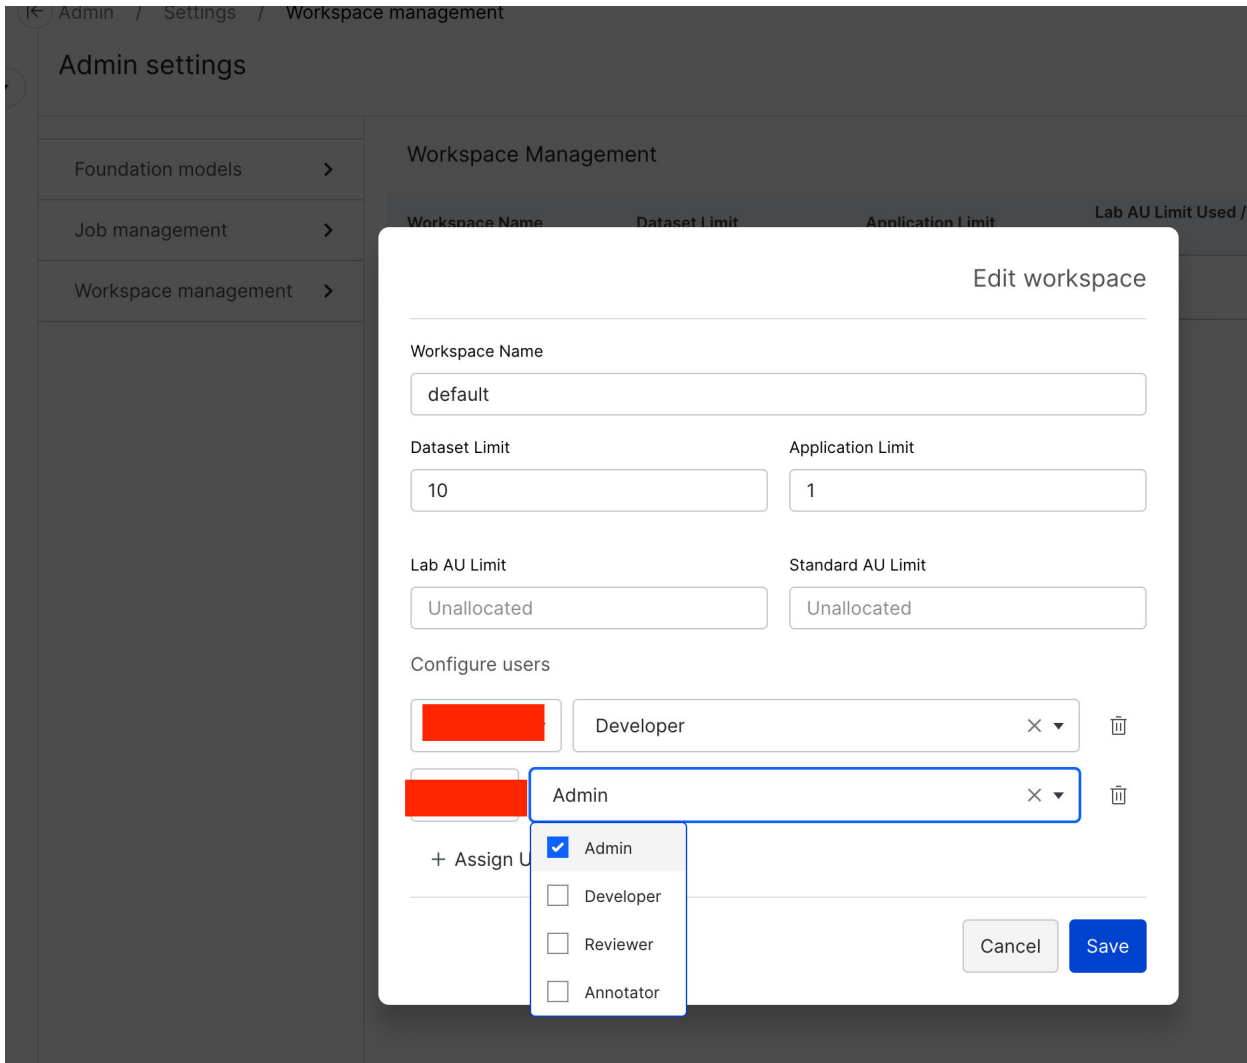 Admin / Settings / Workspace management
Admin settings
Foundation models
Job management
Workspace management
Workspace Management
Workspace Name Dataset Limit Application Limit Lab AU Limit Used /
Edit workspace
Workspace Name
default
Dataset Limit Application Limit
10 1
Lab AU Limit Standard AU Limit
Unallocated Unallocated
Configure users
Developer
Admin
+ Assign U
Admin
Developer
Reviewer
Annotator
Cancel Save